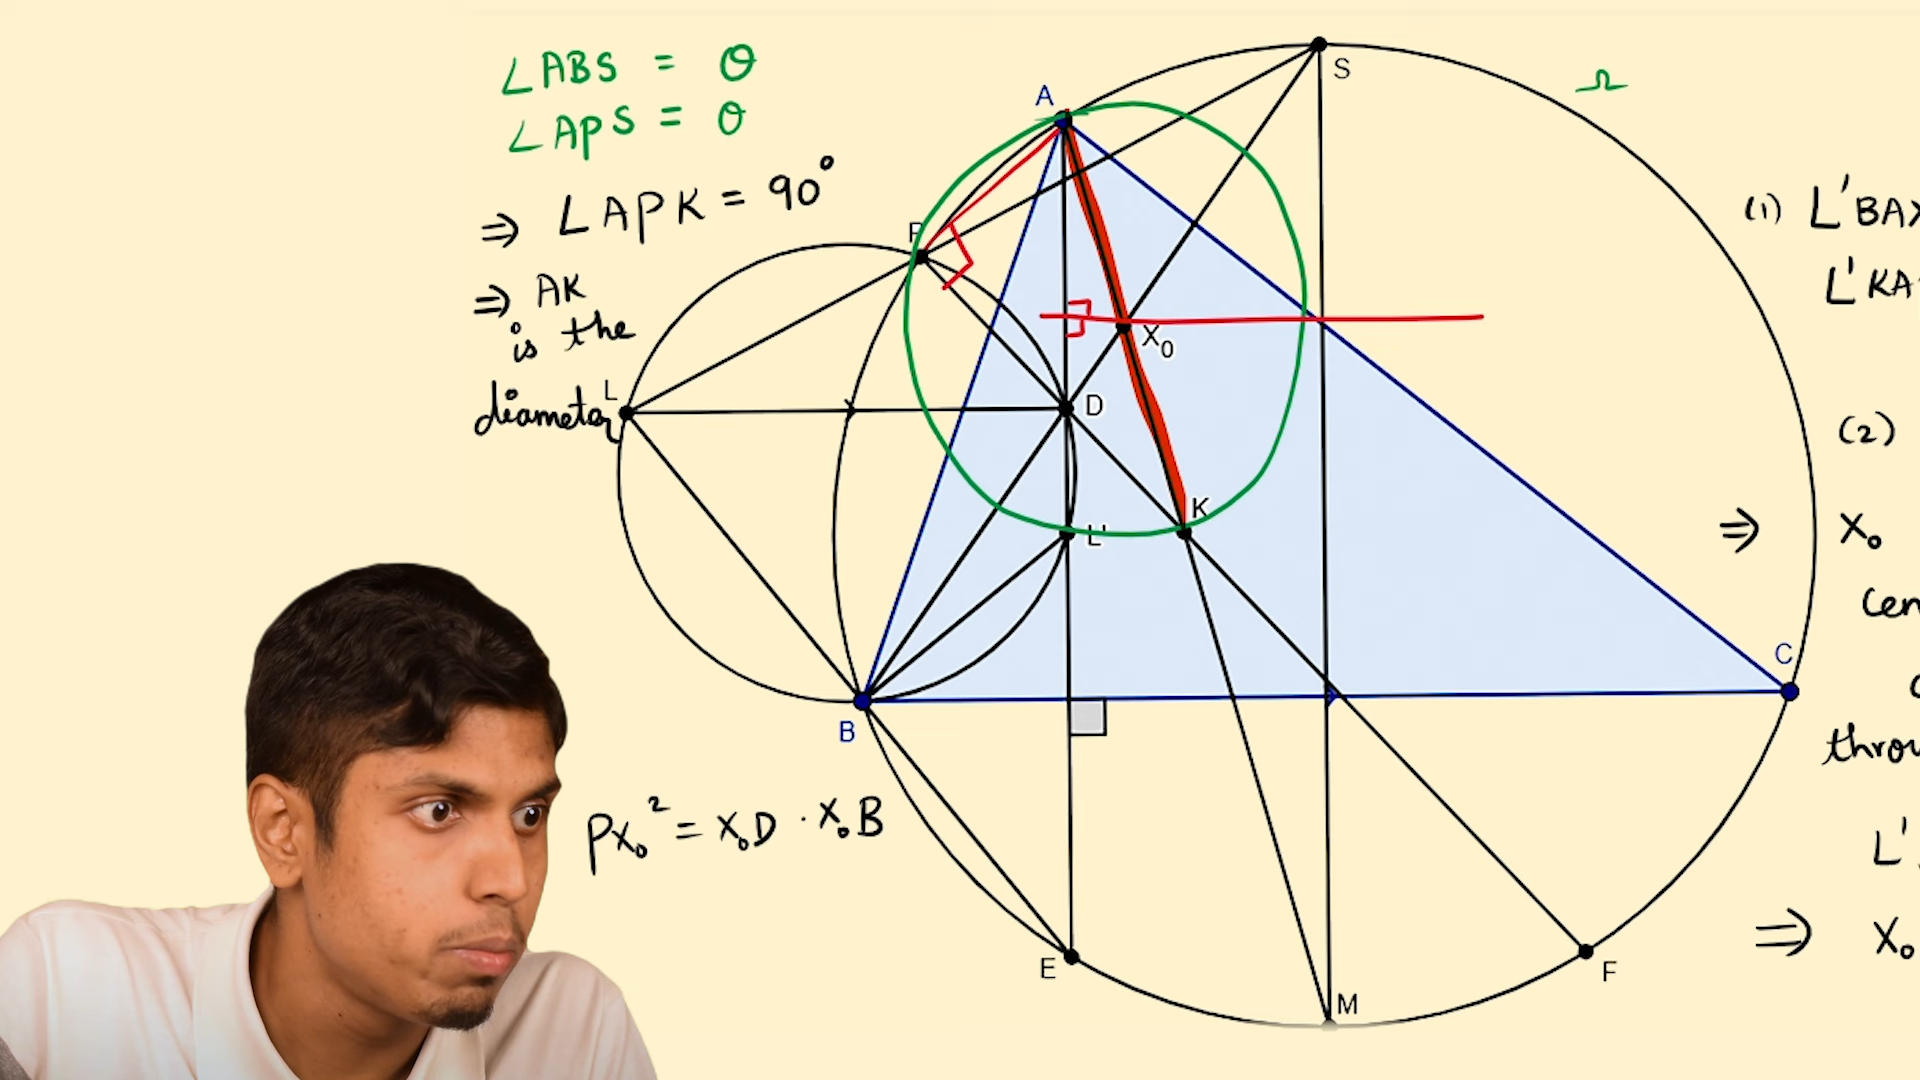 ∠ABS = θ
∠APS = θ
⇒ ∠APK = 90°
⇒ AK
is the
diameter
PX₀² = X₀D · X₀B
A
S
Ω
P
X₀
L
D
K
L'
B
C
E
M
F
(1) L'BAX
L'KA
(2)
⇒ X₀
cen
throu
L'
⇒ X₀